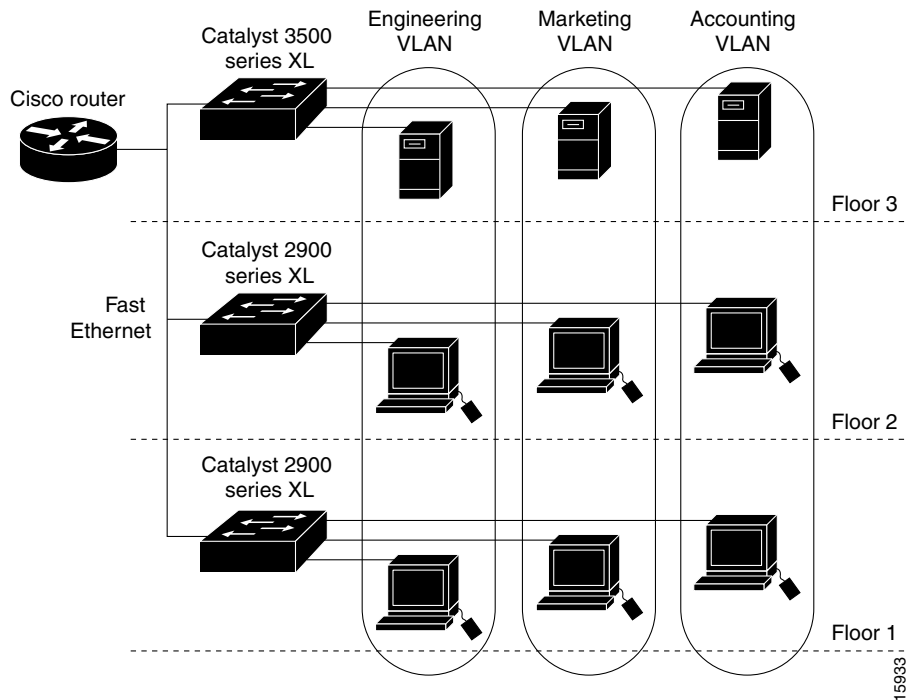 Engineering
VLAN
Marketing
VLAN
Accounting
VLAN
Catalyst 3500
series XL
Cisco router
Floor 3
Catalyst 2900
series XL
Fast
Ethernet
Floor 2
Catalyst 2900
series XL
Floor 1
15933